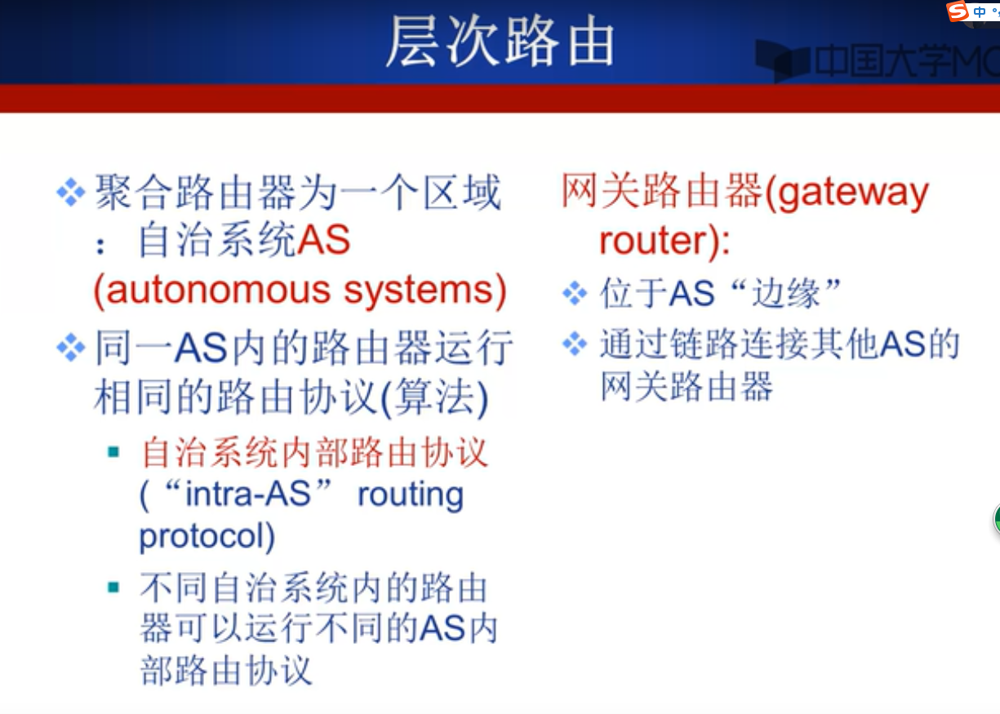 层次路由
中
中国大学MO
聚合路由器为一个区域
：自治系统AS
(autonomous systems)
同一AS内的路由器运行
相同的路由协议(算法)
自治系统内部路由协议
(“intra-AS” routing
protocol)
不同自治系统内的路由
器可以运行不同的AS内
部路由协议
网关路由器(gateway
router):
位于AS“边缘”
通过链路连接其他AS的
网关路由器